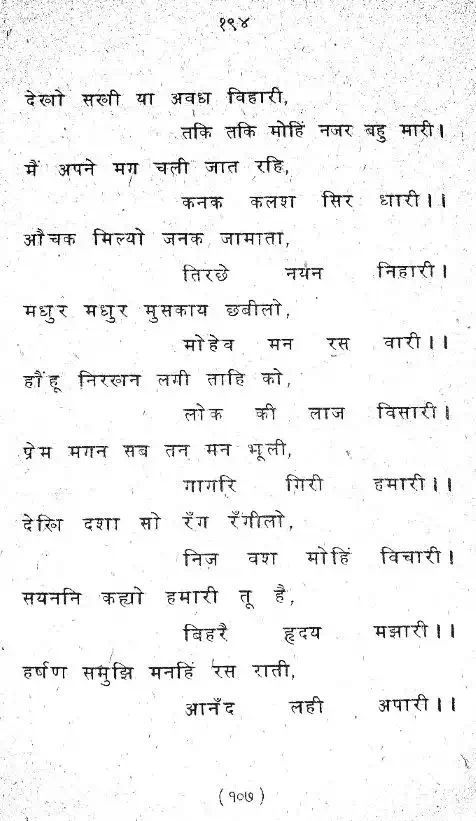 १९४
देखो सखी या अवध विहारी,
तकि तकि मोहिं नजर बहु मारी।
मैं अपने मग चली जात रहि,
कनक कलश सिर धारी।।
औचक मिल्यो जनक जामाता,
तिरछे नयन निहारी।
मधुर मधुर मुसकाय छबीलो,
मोहेव मन रस वारी।।
हौंहू निरखन लगी ताहि को,
लोक की लाज विसारी।
प्रेम मगन सब तन मन भूली,
गागरि गिरी हमारी।।
देखि दशा सो रँग रँगीलो,
निज वश मोहिं विचारी।
सयननि कह्यो हमारी तू है,
बिहरै हृदय मझारी।।
हर्षण समुझि मनहिं रस राती,
आनँद लही अपारी।।
(१०७)